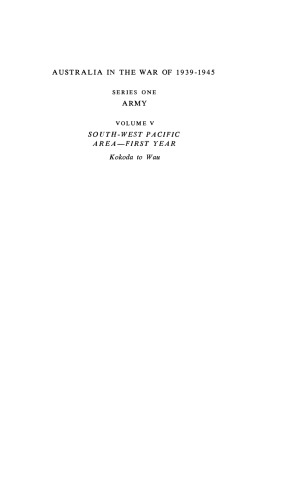 AUSTRALIA IN THE WAR OF 1939-1945
SERIES ONE
ARMY
VOLUME V
SOUTH-WEST PACIFIC
AREA—FIRST YEAR
Kokoda to Wau